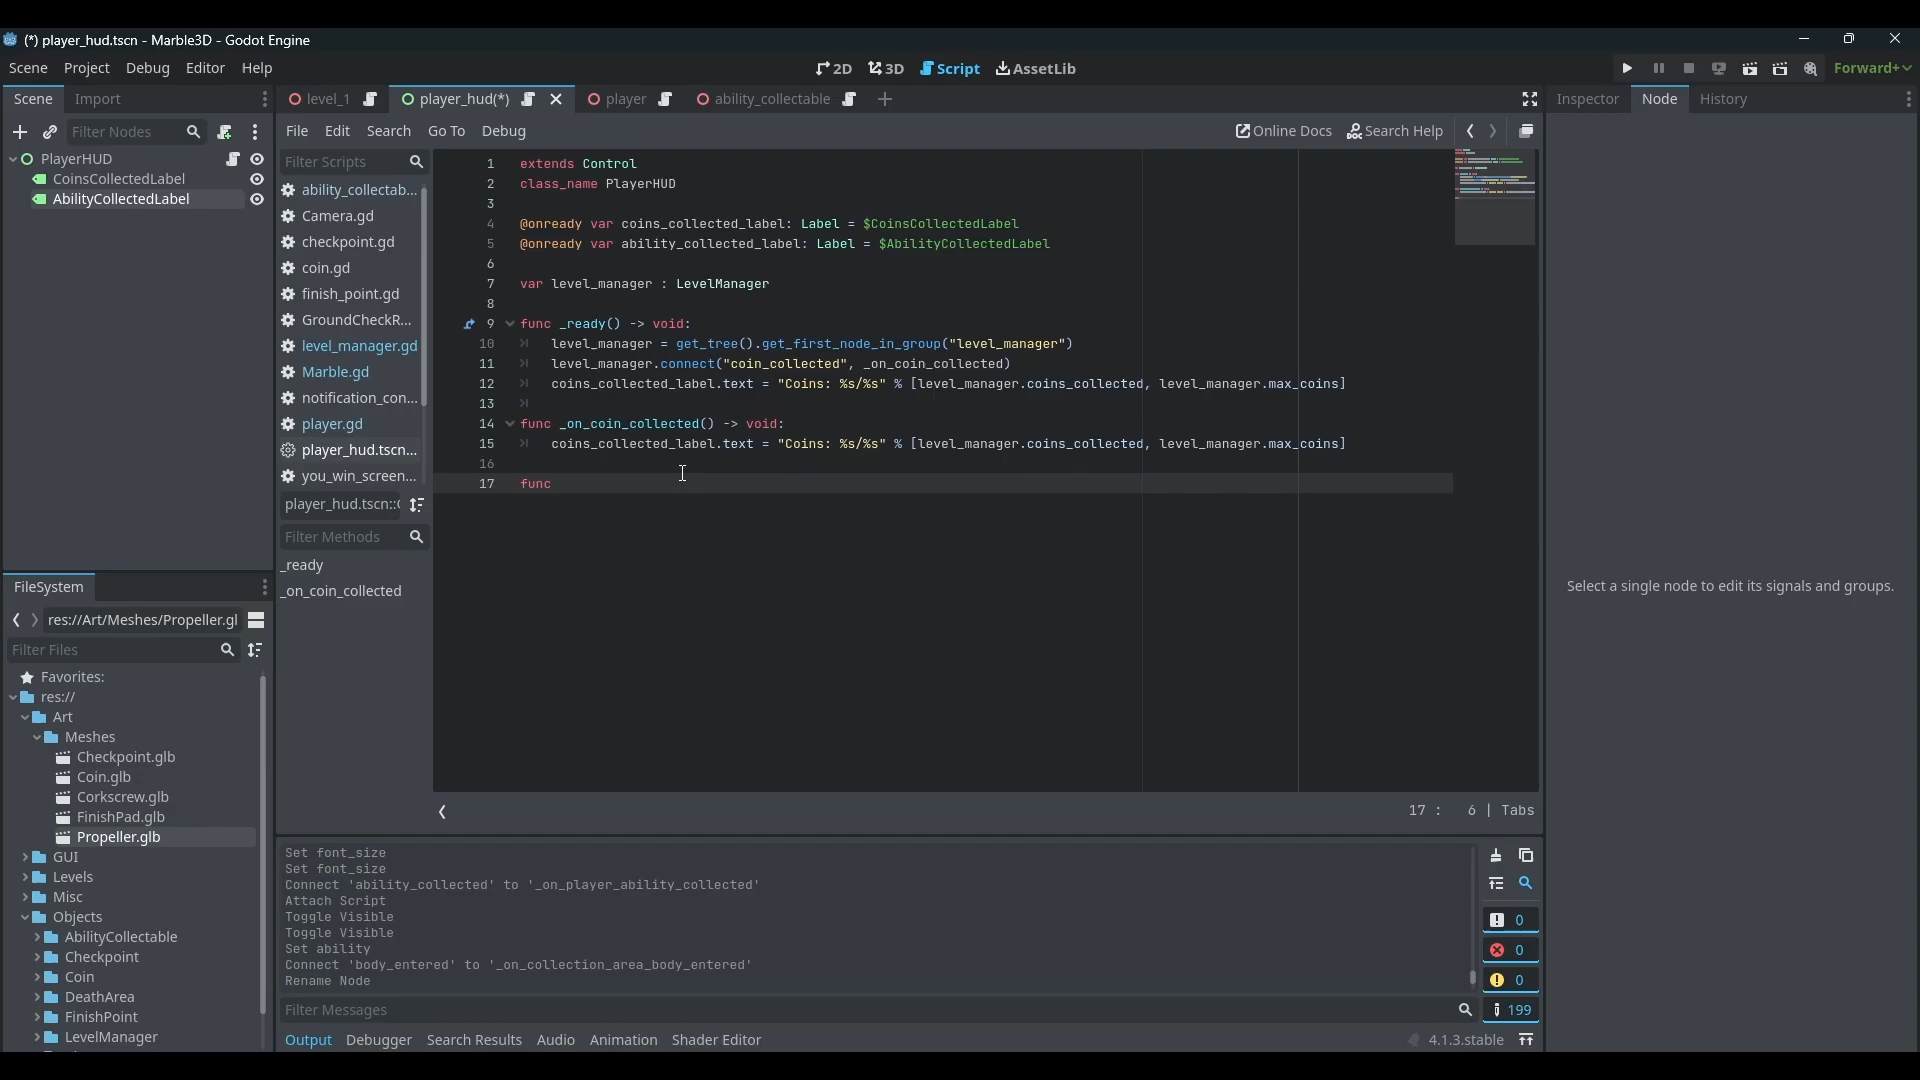 (*) player_hud.tscn - Marble3D - Godot Engine
Scene Project Debug Editor Help
2D 3D Script AssetLib
Forward+
Scene Import
level_1 player_hud(*) player ability_collectable
Inspector Node History
Filter Nodes
File Edit Search Go To Debug
Online Docs Search Help
PlayerHUD
CoinsCollectedLabel
AbilityCollectedLabel
Filter Scripts
ability_collectab...
Camera.gd
checkpoint.gd
coin.gd
finish_point.gd
GroundCheckR...
level_manager.gd
Marble.gd
notification_con...
player.gd
player_hud.tscn...
you_win_screen...
player_hud.tscn::(
Filter Methods
_ready
_on_coin_collected
1 extends Control
2 class_name PlayerHUD
3
4 @onready var coins_collected_label: Label = $CoinsCollectedLabel
5 @onready var ability_collected_label: Label = $AbilityCollectedLabel
6
7 var level_manager : LevelManager
8
9 func _ready() -> void:
10 level_manager = get_tree().get_first_node_in_group("level_manager")
11 level_manager.connect("coin_collected", _on_coin_collected)
12 coins_collected_label.text = "Coins: %s/%s" % [level_manager.coins_collected, level_manager.max_coins]
13
14 func _on_coin_collected() -> void:
15 coins_collected_label.text = "Coins: %s/%s" % [level_manager.coins_collected, level_manager.max_coins]
16
17 func
17 : 6 | Tabs
Select a single node to edit its signals and groups.
FileSystem
res://Art/Meshes/Propeller.gl
Filter Files
Favorites:
res://
Art
Meshes
Checkpoint.glb
Coin.glb
Corkscrew.glb
FinishPad.glb
Propeller.glb
GUI
Levels
Misc
Objects
AbilityCollectable
Checkpoint
Coin
DeathArea
FinishPoint
LevelManager
Set font_size
Set font_size
Connect 'ability_collected' to '_on_player_ability_collected'
Attach Script
Toggle Visible
Toggle Visible
Set ability
Connect 'body_entered' to '_on_collection_area_body_entered'
Rename Node
0
0
0
199
Filter Messages
Output Debugger Search Results Audio Animation Shader Editor
4.1.3.stable